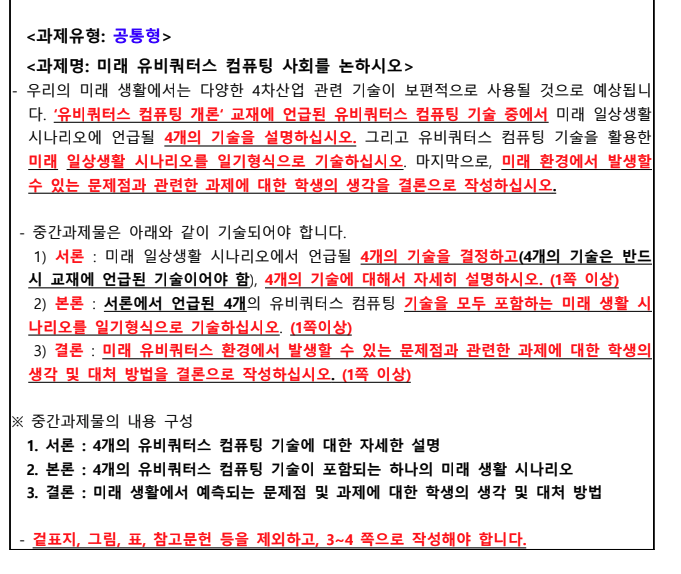 <과제유형: 공통형>
<과제명: 미래 유비쿼터스 컴퓨팅 사회를 논하시오>
- 우리의 미래 생활에서는 다양한 4차산업 관련 기술이 보편적으로 사용될 것으로 예상됩니
다. ‘유비쿼터스 컴퓨팅 개론’ 교재에 언급된 유비쿼터스 컴퓨팅 기술 중에서 미래 일상생활
시나리오에 언급될 4개의 기술을 설명하십시오. 그리고 유비쿼터스 컴퓨팅 기술을 활용한
미래 일상생활 시나리오를 일기형식으로 기술하십시오. 마지막으로, 미래 환경에서 발생할
수 있는 문제점과 관련한 과제에 대한 학생의 생각을 결론으로 작성하십시오.
- 중간과제물은 아래와 같이 기술되어야 합니다.
1) 서론 : 미래 일상생활 시나리오에서 언급될 4개의 기술을 결정하고(4개의 기술은 반드
시 교재에 언급된 기술이어야 함), 4개의 기술에 대해서 자세히 설명하십시오. (1쪽 이상)
2) 본론 : 서론에서 언급된 4개의 유비쿼터스 컴퓨팅 기술을 모두 포함하는 미래 생활 시
나리오를 일기형식으로 기술하십시오. (1쪽이상)
3) 결론 : 미래 유비쿼터스 환경에서 발생할 수 있는 문제점과 관련한 과제에 대한 학생의
생각 및 대처 방법을 결론으로 작성하십시오. (1쪽 이상)
※ 중간과제물의 내용 구성
1. 서론 : 4개의 유비쿼터스 컴퓨팅 기술에 대한 자세한 설명
2. 본론 : 4개의 유비쿼터스 컴퓨팅 기술이 포함되는 하나의 미래 생활 시나리오
3. 결론 : 미래 생활에서 예측되는 문제점 및 과제에 대한 학생의 생각 및 대처 방법
- 겉표지, 그림, 표, 참고문헌 등을 제외하고, 3~4 쪽으로 작성해야 합니다.